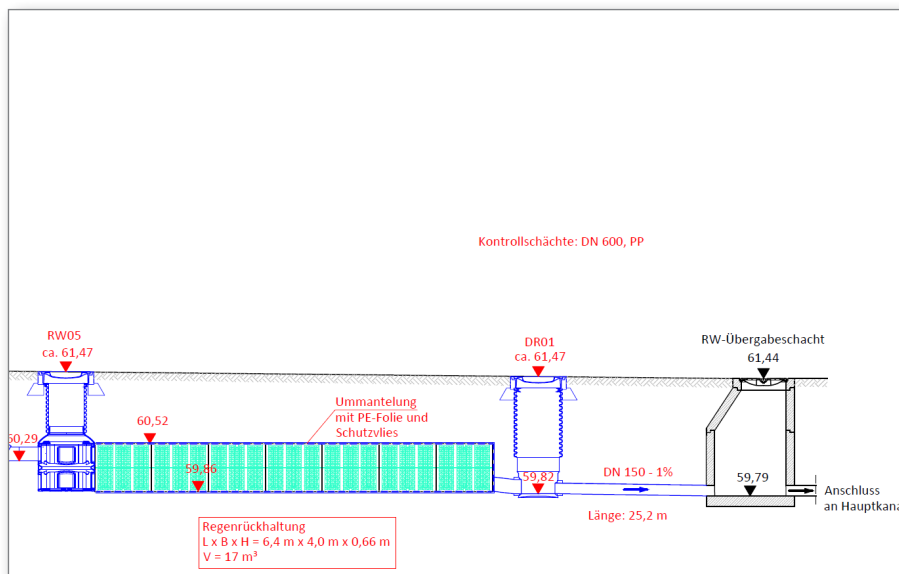 Kontrollschächte: DN 600, PP
RW05
ca. 61,47
DR01
ca. 61,47
RW-Übergabeschacht
61,44
Ummantelung
mit PE-Folie und
Schutzvlies
60,52
60,29
59,86
59,82
DN 150 - 1%
59,79
Länge: 25,2 m
Anschluss
an Hauptkana
Regenrückhaltung
L x B x H = 6,4 m x 4,0 m x 0,66 m
V = 17 m³